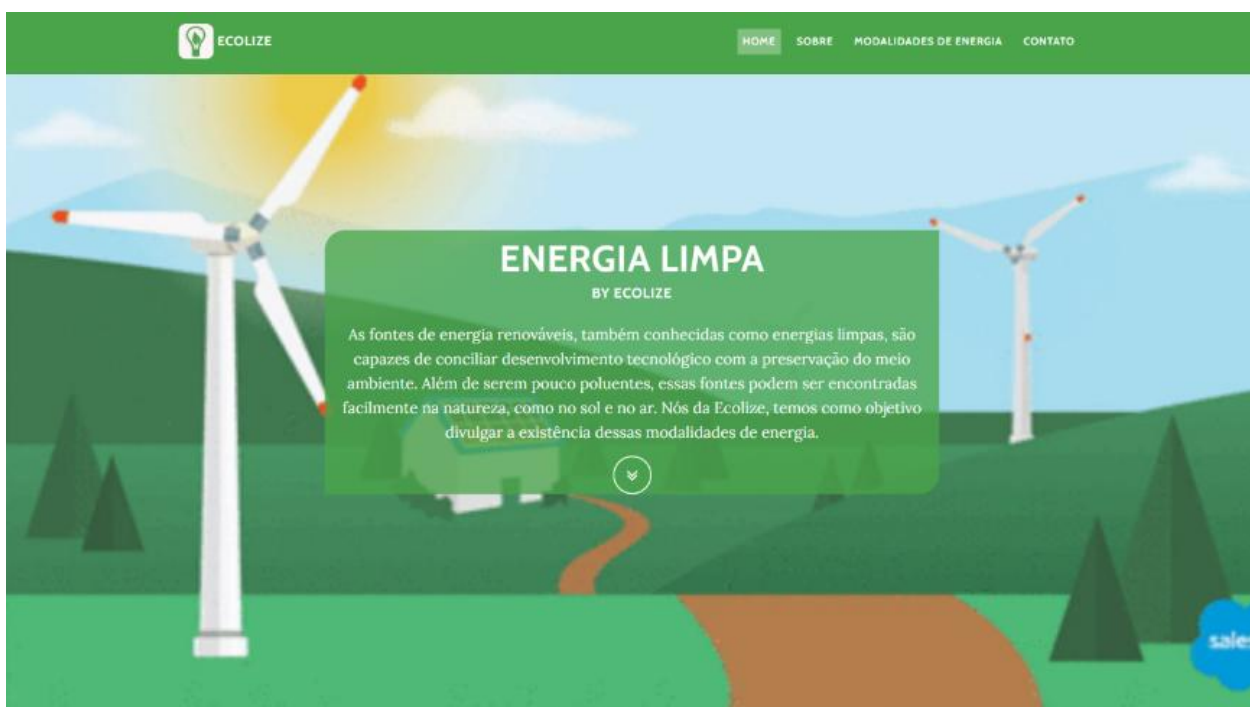 ECOLIZE
HOME SOBRE MODALIDADES DE ENERGIA CONTATO
ENERGIA LIMPA
BY ECOLIZE
As fontes de energia renováveis, também conhecidas como energias limpas, são
capazes de conciliar desenvolvimento tecnológico com a preservação do meio
ambiente. Além de serem pouco poluentes, essas fontes podem ser encontradas
facilmente na natureza, como no sol e no ar. Nós da Ecolize, temos como objetivo
divulgar a existência dessas modalidades de energia.
sales